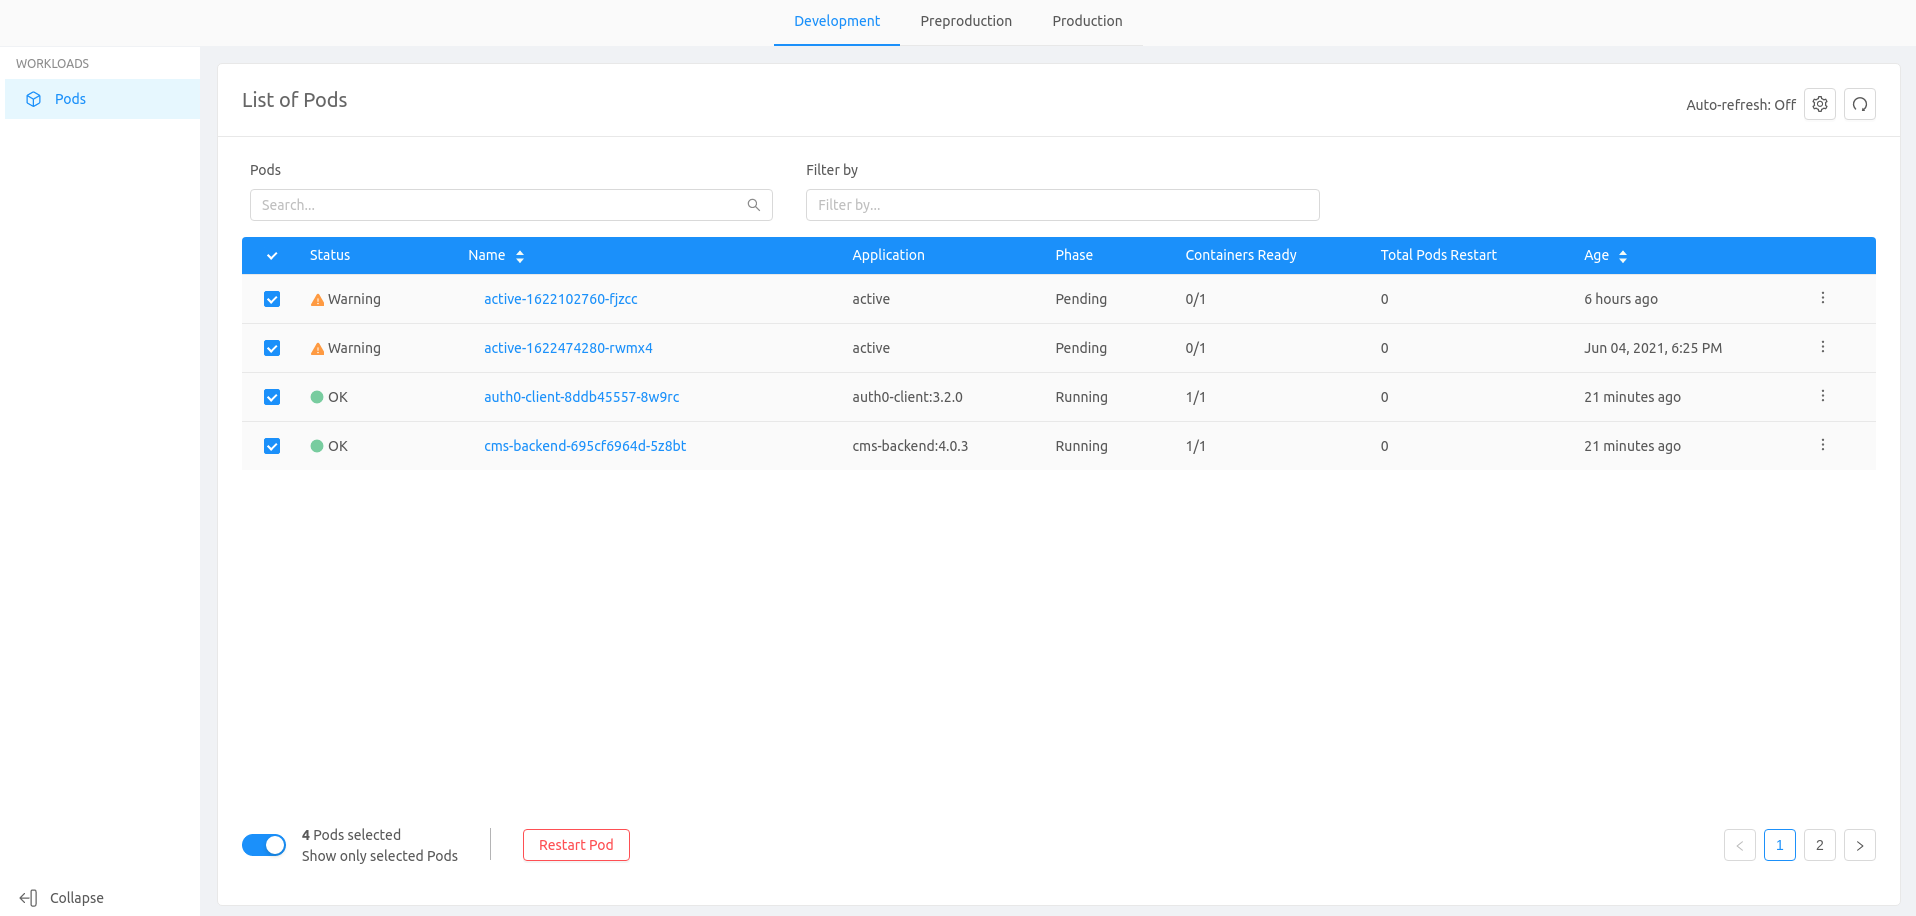 Development Preproduction Production
WORKLOADS
Pods
List of Pods
Auto-refresh: Off
Pods Filter by
Search... Filter by...
Status Name Application Phase Containers Ready Total Pods Restart Age
Warning active-1622102760-fjzcc active Pending 0/1 0 6 hours ago
Warning active-1622474280-rwmx4 active Pending 0/1 0 Jun 04, 2021, 6:25 PM
OK auth0-client-8ddb45557-8w9rc auth0-client:3.2.0 Running 1/1 0 21 minutes ago
OK cms-backend-695cf6964d-5z8bt cms-backend:4.0.3 Running 1/1 0 21 minutes ago
4 Pods selected
Show only selected Pods
Restart Pod
< 1 2 >
Collapse